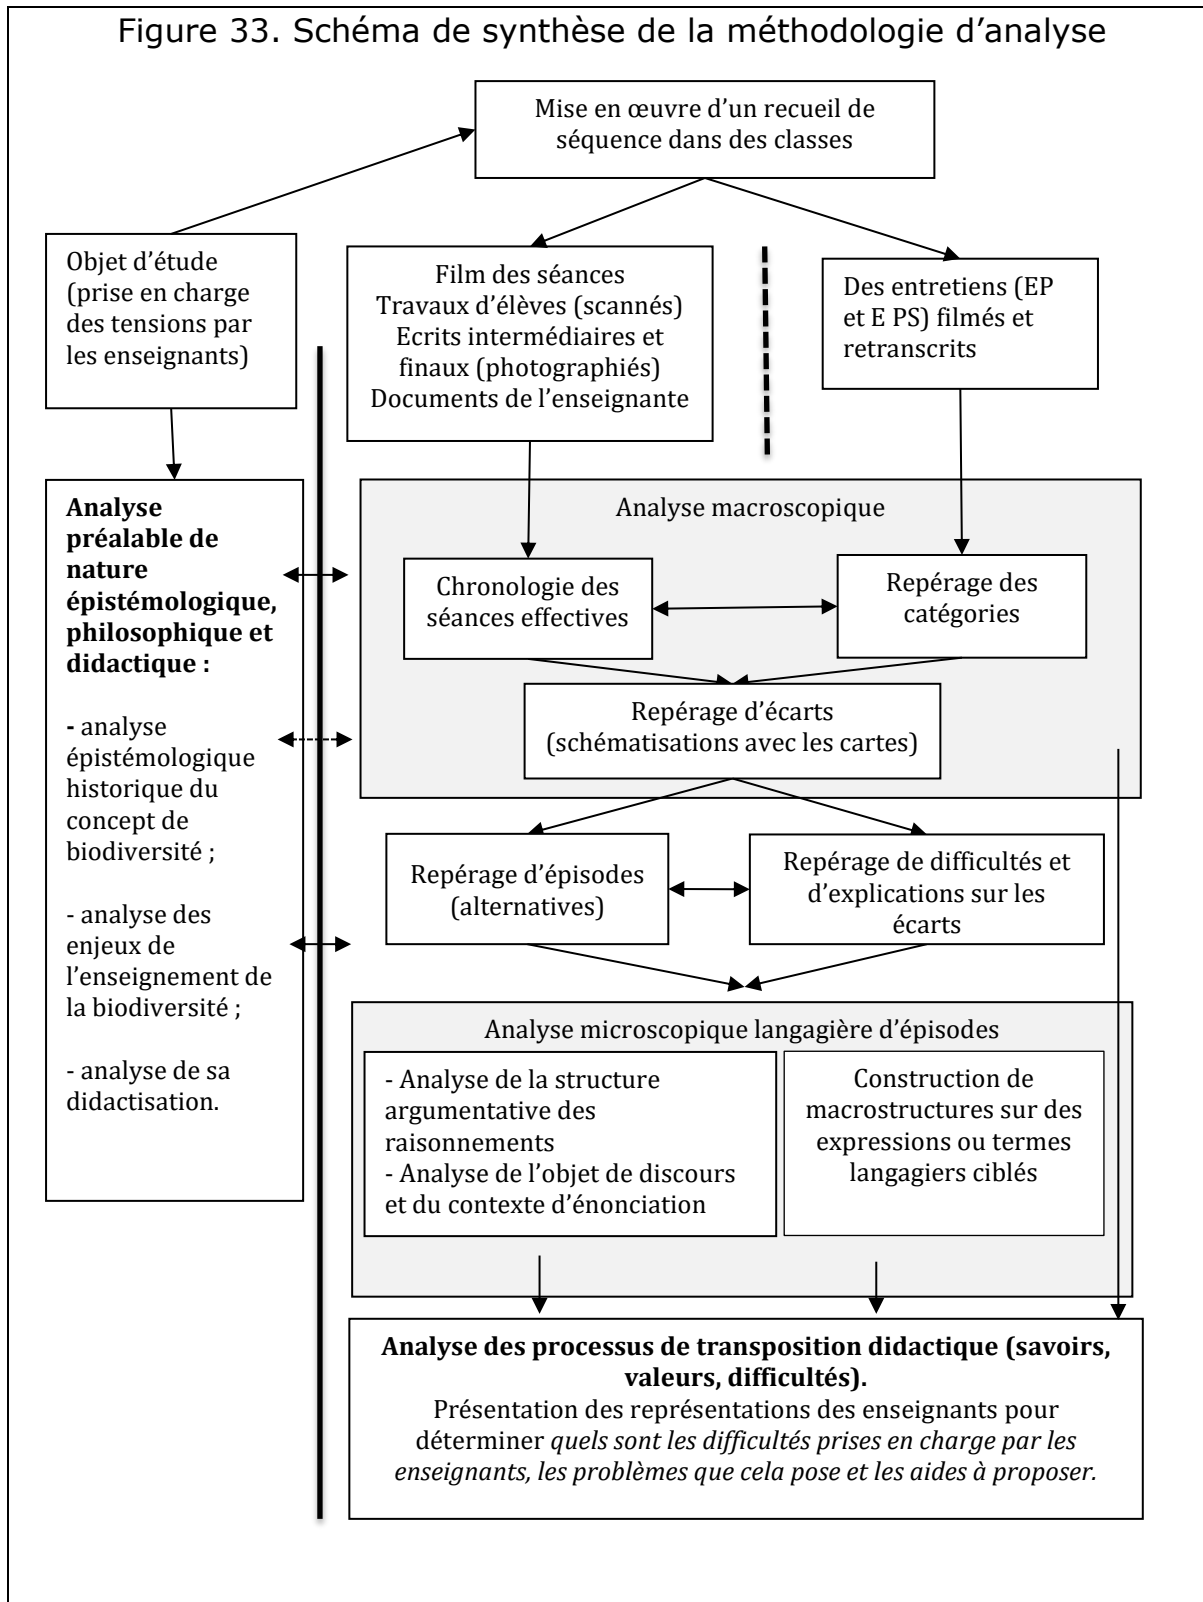 Figure 33. Schéma de synthèse de la méthodologie d’analyse
Mise en œuvre d’un recueil de
séquence dans des classes
Objet d’étude
(prise en charge
des tensions par
les enseignants)
Film des séances
Travaux d’élèves (scannés)
Ecrits intermédiaires et
finaux (photographiés)
Documents de l’enseignante
Des entretiens (EP
et E PS) filmés et
retranscrits
Analyse
préalable de
nature
épistémologique,
philosophique et
didactique :
- analyse
épistémologique
historique du
concept de
biodiversité ;
- analyse des
enjeux de
l’enseignement de
la biodiversité ;
- analyse de sa
didactisation.
Analyse macroscopique
Chronologie des
séances effectives
Repérage des
catégories
Repérage d’écarts
(schématisations avec les cartes)
Repérage d’épisodes
(alternatives)
Repérage de difficultés et
d’explications sur les
écarts
Analyse microscopique langagière d’épisodes
- Analyse de la structure
argumentative des
raisonnements
- Analyse de l’objet de discours
et du contexte d’énonciation
Construction de
macrostructures sur des
expressions ou termes
langagiers ciblés
Analyse des processus de transposition didactique (savoirs,
valeurs, difficultés).
Présentation des représentations des enseignants pour
déterminer quels sont les difficultés prises en charge par les
enseignants, les problèmes que cela pose et les aides à proposer.